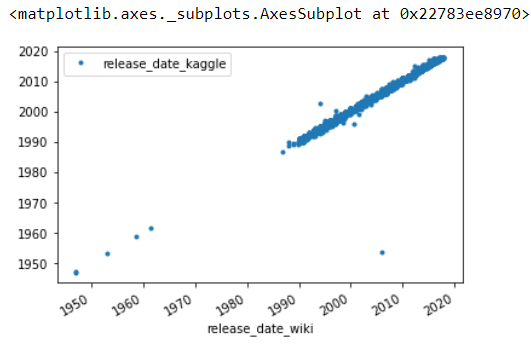 <matplotlib.axes._subplots.AxesSubplot at 0x22783ee8970>
release_date_kaggle
2020
2010
2000
1990
1980
1970
1960
1950
1950 1960 1970 1980 1990 2000 2010 2020
release_date_wiki